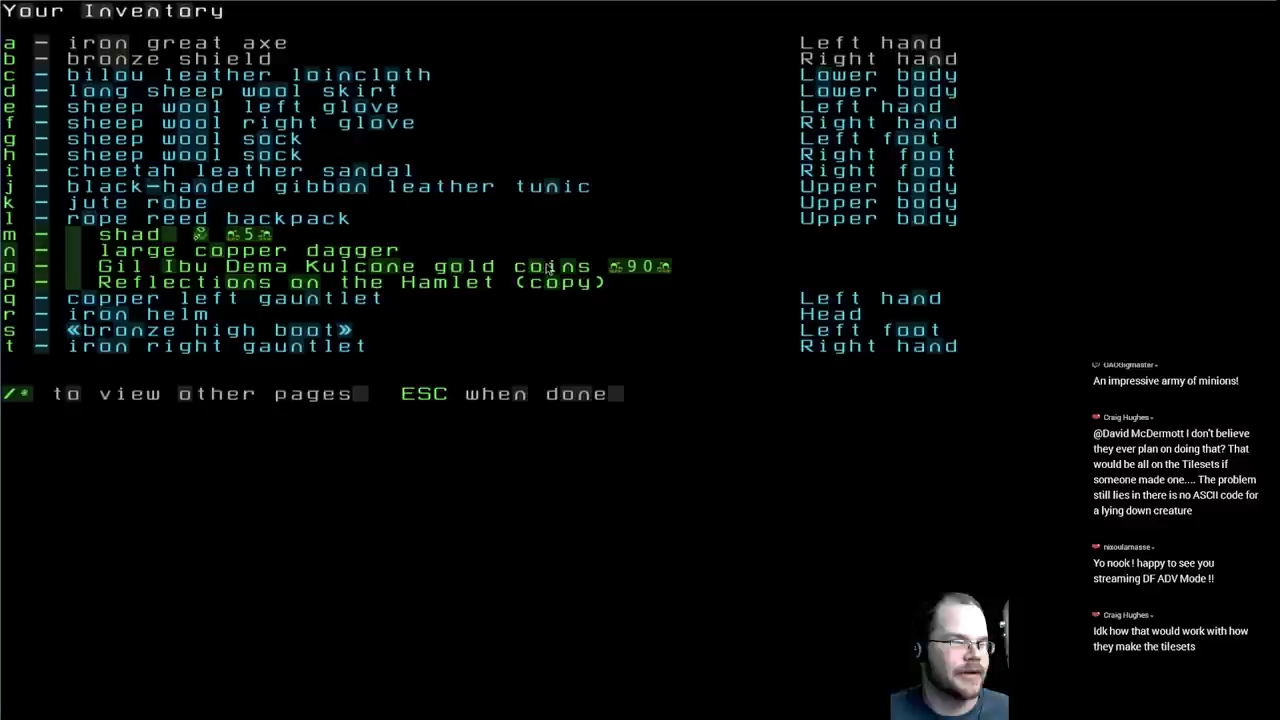 Your Inventory
a - iron great axe Left hand
b - bronze shield Right hand
c - bilou leather loincloth Lower body
d - long sheep wool skirt Lower body
e - sheep wool left glove Left hand
f - sheep wool right glove Right hand
g - sheep wool sock Left foot
h - sheep wool sock Right foot
i - cheetah leather sandal Right foot
j - black-handed gibbon leather tunic Upper body
k - jute robe Upper body
l - rope reed backpack Upper body
m - shad 5
n - large copper dagger
o - Gil Ibu Dema Kulcone gold coins 90
p - Reflections on the Hamlet (copy)
q - copper left gauntlet Left hand
r - iron helm Head
s - «bronze high boot» Left foot
t - iron right gauntlet Right hand
/* to view other pages ESC when done
An impressive army of minions!
Craig Hughes
@David McDermott I don't believe
they ever plan on doing that? That
would be all on the Tilesets if
someone made one.... The problem
still lies in there is no ASCII code for
a lying down creature
nixoulamasse
Yo nook ! happy to see you
streaming DF ADV Mode !!
Craig Hughes
Idk how that would work with how
they make the tilesets